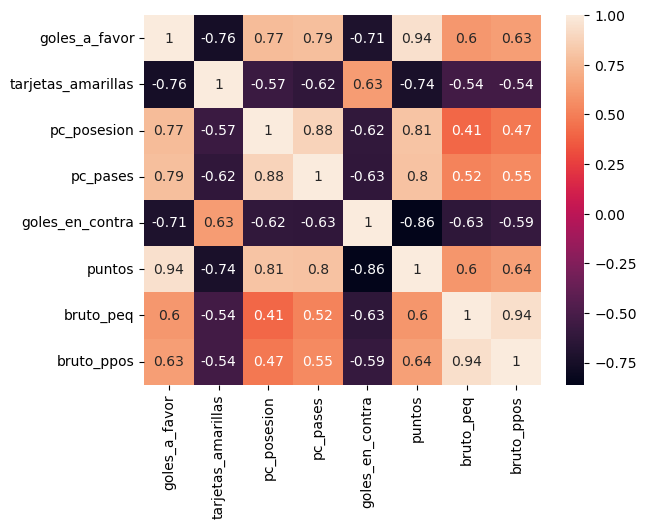 goles_a_favor 1 -0.76 0.77 0.79 -0.71 0.94 0.6 0.63
tarjetas_amarillas -0.76 1 -0.57 -0.62 0.63 -0.74 -0.54 -0.54
pc_posesion 0.77 -0.57 1 0.88 -0.62 0.81 0.41 0.47
pc_pases 0.79 -0.62 0.88 1 -0.63 0.8 0.52 0.55
goles_en_contra -0.71 0.63 -0.62 -0.63 1 -0.86 -0.63 -0.59
puntos 0.94 -0.74 0.81 0.8 -0.86 1 0.6 0.64
bruto_peq 0.6 -0.54 0.41 0.52 -0.63 0.6 1 0.94
bruto_ppos 0.63 -0.54 0.47 0.55 -0.59 0.64 0.94 1
goles_a_favor
tarjetas_amarillas
pc_posesion
pc_pases
goles_en_contra
puntos
bruto_peq
bruto_ppos
1.00
0.75
0.50
0.25
0.00
−0.25
−0.50
−0.75